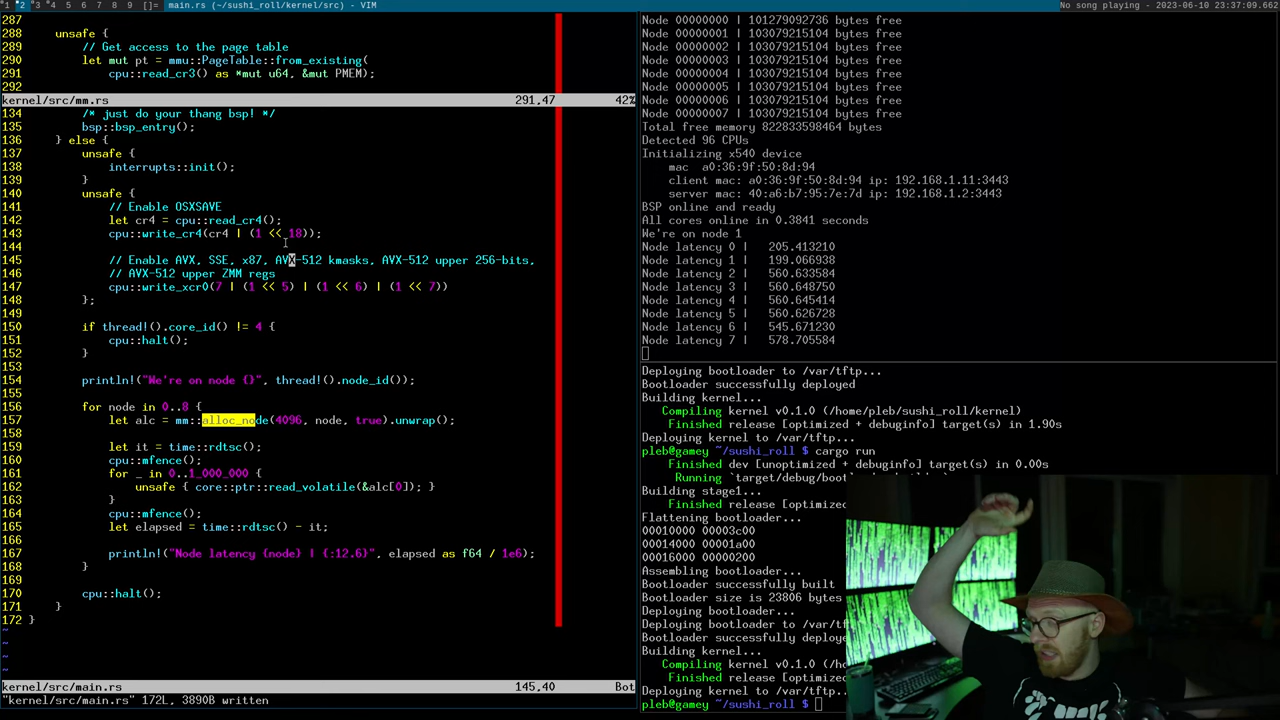 1 2 3 4 5 6 7 8 9 []= main.rs (~/sushi_roll/kernel/src) - VIM No song playing - 2023-06-10 23:37:09.662
287
288 unsafe {
289 // Get access to the page table
290 let mut pt = mmu::PageTable::from_existing(
291 cpu::read_cr3() as *mut u64, &mut PMEM);
292
kernel/src/mm.rs 291,47 42%
134 /* just do your thang bsp! */
135 bsp::bsp_entry();
136 } else {
137 unsafe {
138 interrupts::init();
139 }
140 unsafe {
141 // Enable OSXSAVE
142 let cr4 = cpu::read_cr4();
143 cpu::write_cr4(cr4 | (1 << 18));
144
145 // Enable AVX, SSE, x87, AVX-512 kmasks, AVX-512 upper 256-bits,
146 // AVX-512 upper ZMM regs
147 cpu::write_xcr0(7 | (1 << 5) | (1 << 6) | (1 << 7))
148 };
149
150 if thread!().core_id() != 4 {
151 cpu::halt();
152 }
153
154 println!("We're on node {}", thread!().node_id());
155
156 for node in 0..8 {
157 let alc = mm::alloc_node(4096, node, true).unwrap();
158
159 let it = time::rdtsc();
160 cpu::mfence();
161 for _ in 0..1_000_000 {
162 unsafe { core::ptr::read_volatile(&alc[0]); }
163 }
164 cpu::mfence();
165 let elapsed = time::rdtsc() - it;
166
167 println!("Node latency {node} | {:12.6}", elapsed as f64 / 1e6);
168 }
169
170 cpu::halt();
171 }
172 }
~
~
~
~
kernel/src/main.rs 145,40 Bot
"kernel/src/main.rs" 172L, 3890B written
Node 00000000 | 101279092736 bytes free
Node 00000001 | 103079215104 bytes free
Node 00000002 | 103079215104 bytes free
Node 00000003 | 103079215104 bytes free
Node 00000004 | 103079215104 bytes free
Node 00000005 | 103079215104 bytes free
Node 00000006 | 103079215104 bytes free
Node 00000007 | 103079215104 bytes free
Total free memory 822833598464 bytes
Detected 96 CPUs
Initializing x540 device
mac a0:36:9f:50:8d:94
client mac: a0:36:9f:50:8d:94 ip: 192.168.1.11:3443
server mac: 40:a6:b7:95:7e:7d ip: 192.168.1.2:3443
BSP online and ready
All cores online in 0.3841 seconds
We're on node 1
Node latency 0 | 205.413210
Node latency 1 | 199.066938
Node latency 2 | 560.633584
Node latency 3 | 560.648750
Node latency 4 | 560.645414
Node latency 5 | 560.626728
Node latency 6 | 545.671230
Node latency 7 | 578.705584
Deploying bootloader to /var/tftp...
Bootloader successfully deployed
Building kernel...
Compiling kernel v0.1.0 (/home/pleb/sushi_roll/kernel)
Finished release [optimized + debuginfo] target(s) in 1.90s
Deploying kernel to /var/tftp...
pleb@gamey ~/sushi_roll $ cargo run
Finished dev [unoptimized + debuginfo] target(s) in 0.00s
Running `target/debug/boot
Building stage1...
Finished release [optimized
Flattening bootloader...
00010000 00003c00
00014000 00001a00
00016000 00000200
Assembling bootloader...
Bootloader successfully built
Bootloader size is 23806 bytes
Deploying bootloader...
Deploying bootloader to /var/tf
Bootloader successfully deploye
Building kernel...
Compiling kernel v0.1.0 (/ho
Finished release [optimized
Deploying kernel to /var/tftp...
pleb@gamey ~/sushi_roll $